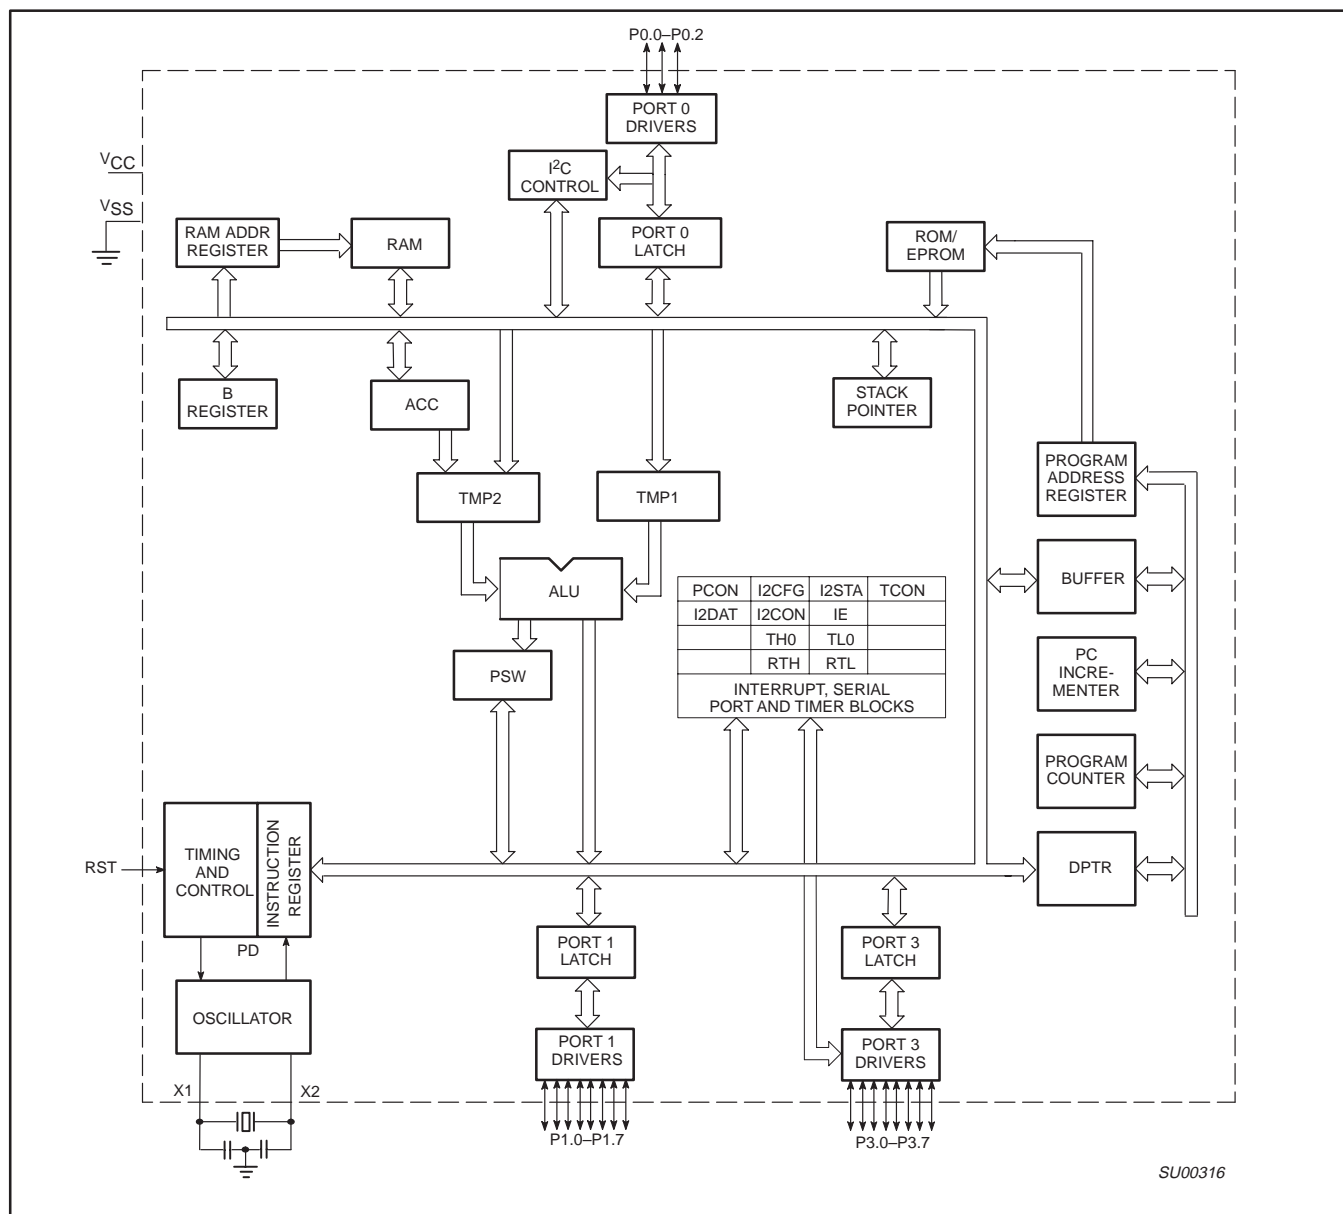 P0.0–P0.2
PORT 0
DRIVERS
VCC
I2C
CONTROL
VSS
RAM ADDR
REGISTER
RAM
PORT 0
LATCH
ROM/
EPROM
B
REGISTER
ACC
STACK
POINTER
TMP2
TMP1
PROGRAM
ADDRESS
REGISTER
ALU
BUFFER
PCON I2CFG I2STA TCON
I2DAT I2CON IE
TH0 TL0
RTH RTL
INTERRUPT, SERIAL
PORT AND TIMER BLOCKS
PSW
PC
INCRE-
MENTER
PROGRAM
COUNTER
RST
TIMING
AND
CONTROL
INSTRUCTION
REGISTER
DPTR
PD
PORT 1
LATCH
PORT 3
LATCH
OSCILLATOR
PORT 1
DRIVERS
PORT 3
DRIVERS
X1
X2
P1.0–P1.7
P3.0–P3.7
SU00316